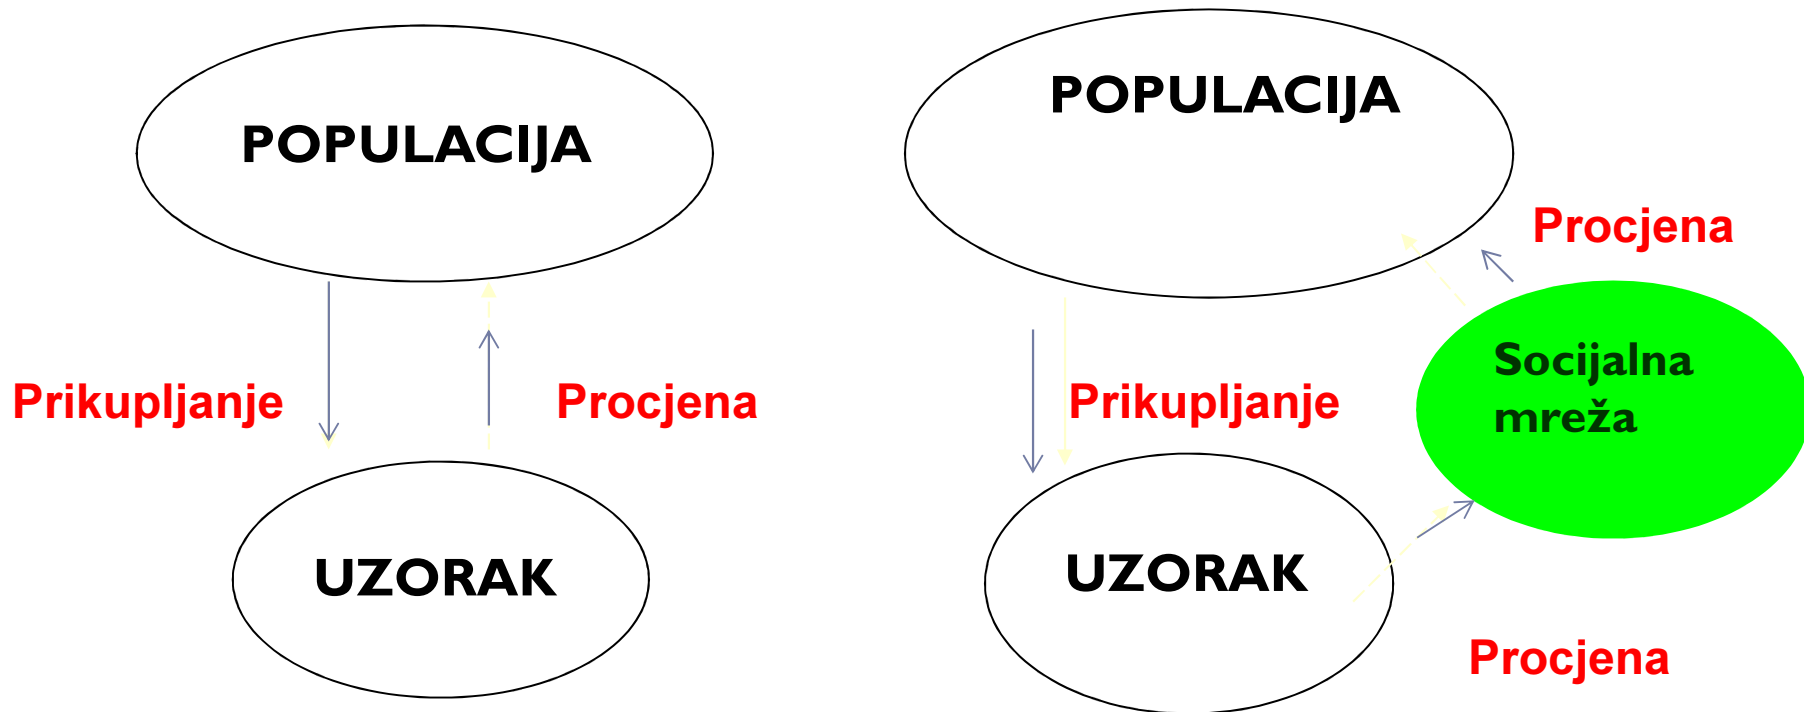 POPULACIJA
Prikupljanje
Procjena
UZORAK
POPULACIJA
Procjena
Socijalna
mreža
Prikupljanje
UZORAK
Procjena